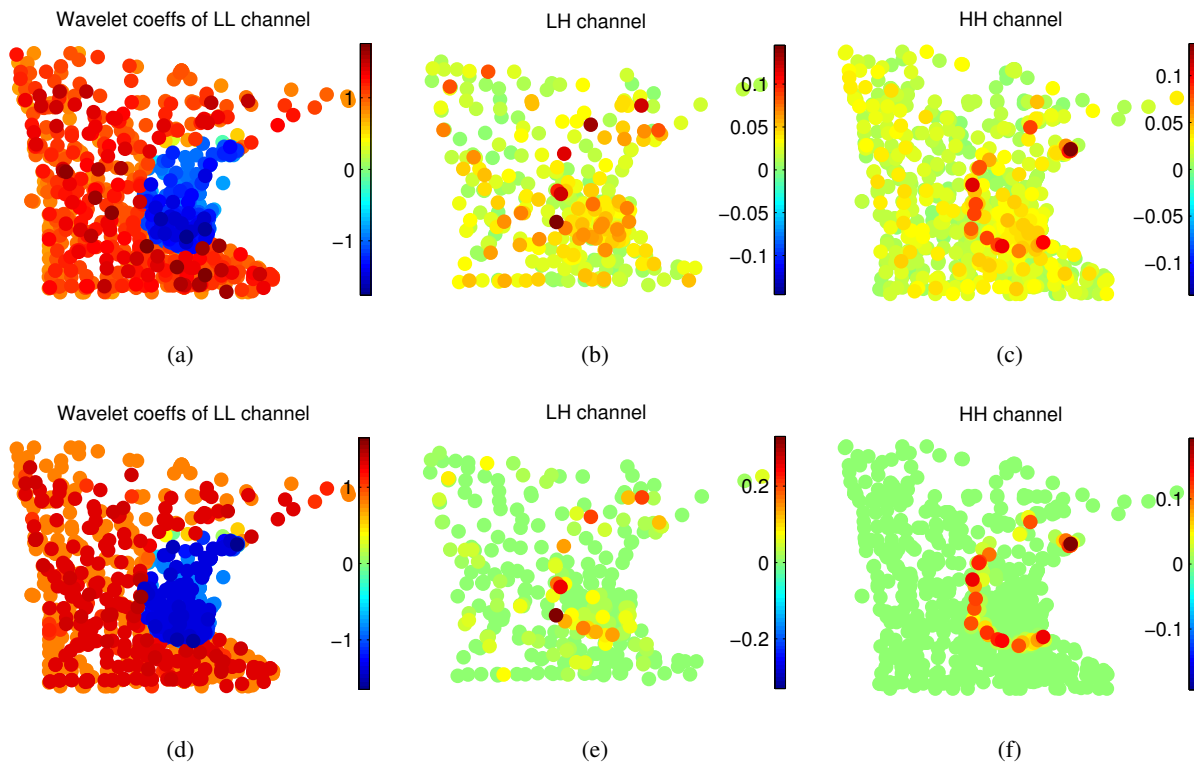 Wavelet coeffs of LL channel
LH channel
HH channel
1
0
−1
0.1
0.05
0
−0.05
−0.1
0.1
0.05
0
−0.05
−0.1
(a)
(b)
(c)
Wavelet coeffs of LL channel
LH channel
HH channel
1
0
−1
0.2
0
−0.2
0.1
0
−0.1
(d)
(e)
(f)